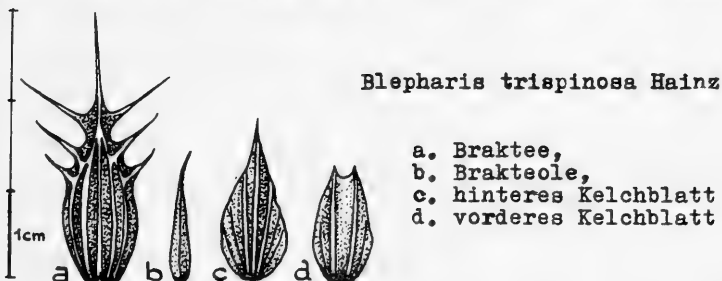 Blepharis trispinosa Hainz
a. Braktee,
b. Brakteole,
c. hinteres Kelchblatt
d. vorderes Kelchblatt
1cm
a b c d